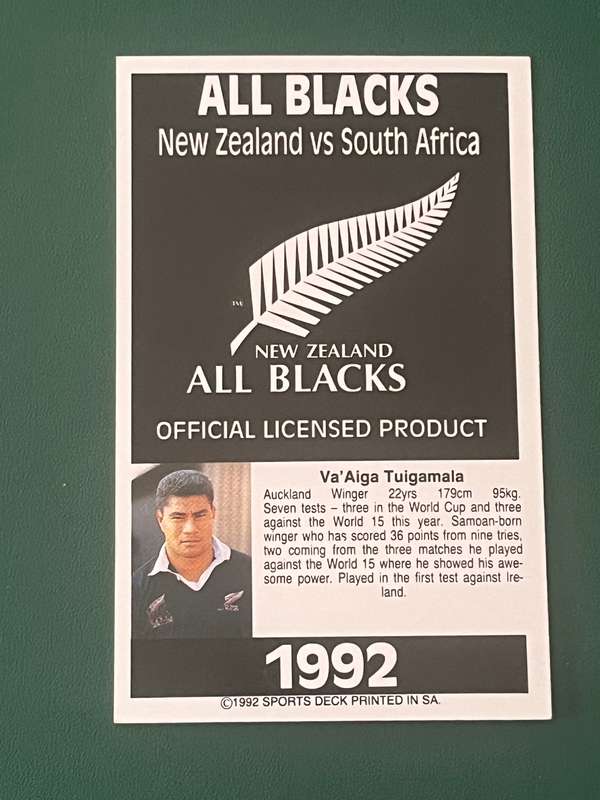 ALL BLACKS
New Zealand vs South Africa
TM
NEW ZEALAND
ALL BLACKS
OFFICIAL LICENSED PRODUCT
Va'Aiga Tuigamala
Auckland Winger 22yrs 179cm 95kg.
Seven tests – three in the World Cup and three
against the World 15 this year. Samoan-born
winger who has scored 36 points from nine tries,
two coming from the three matches he played
against the World 15 where he showed his awe-
some power. Played in the first test against Ire-
land.
1992
©1992 SPORTS DECK PRINTED IN SA.